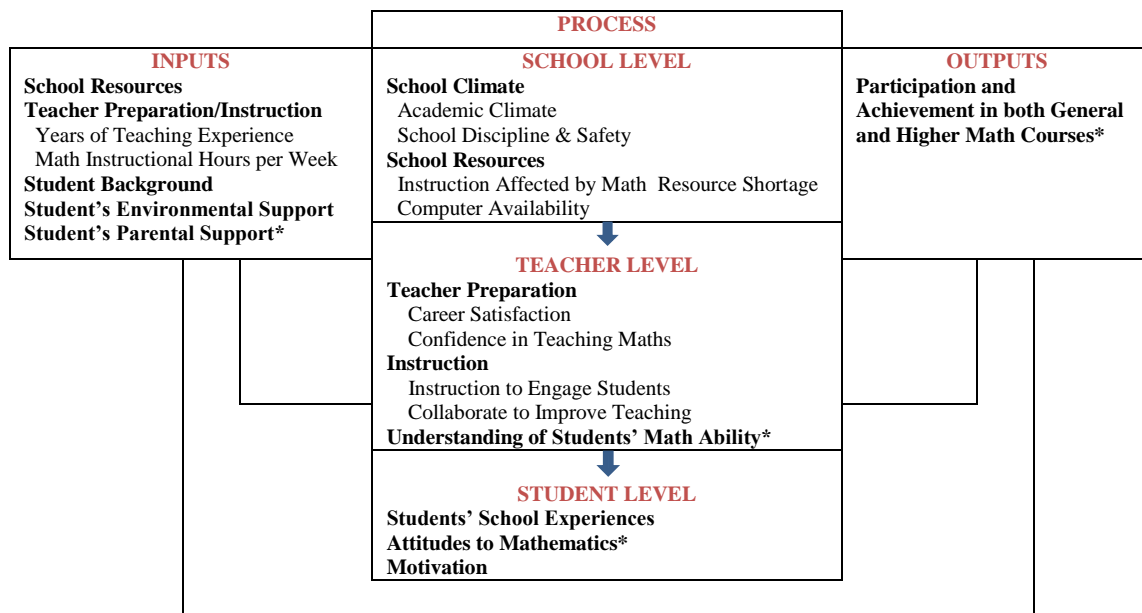 PROCESS
INPUTS
School Resources
Teacher Preparation/Instruction
Years of Teaching Experience
Math Instructional Hours per Week
Student Background
Student's Environmental Support
Student's Parental Support*
SCHOOL LEVEL
School Climate
Academic Climate
School Discipline & Safety
School Resources
Instruction Affected by Math Resource Shortage
Computer Availability
TEACHER LEVEL
Teacher Preparation
Career Satisfaction
Confidence in Teaching Maths
Instruction
Instruction to Engage Students
Collaborate to Improve Teaching
Understanding of Students' Math Ability*
STUDENT LEVEL
Students' School Experiences
Attitudes to Mathematics*
Motivation
OUTPUTS
Participation and
Achievement in both General
and Higher Math Courses*